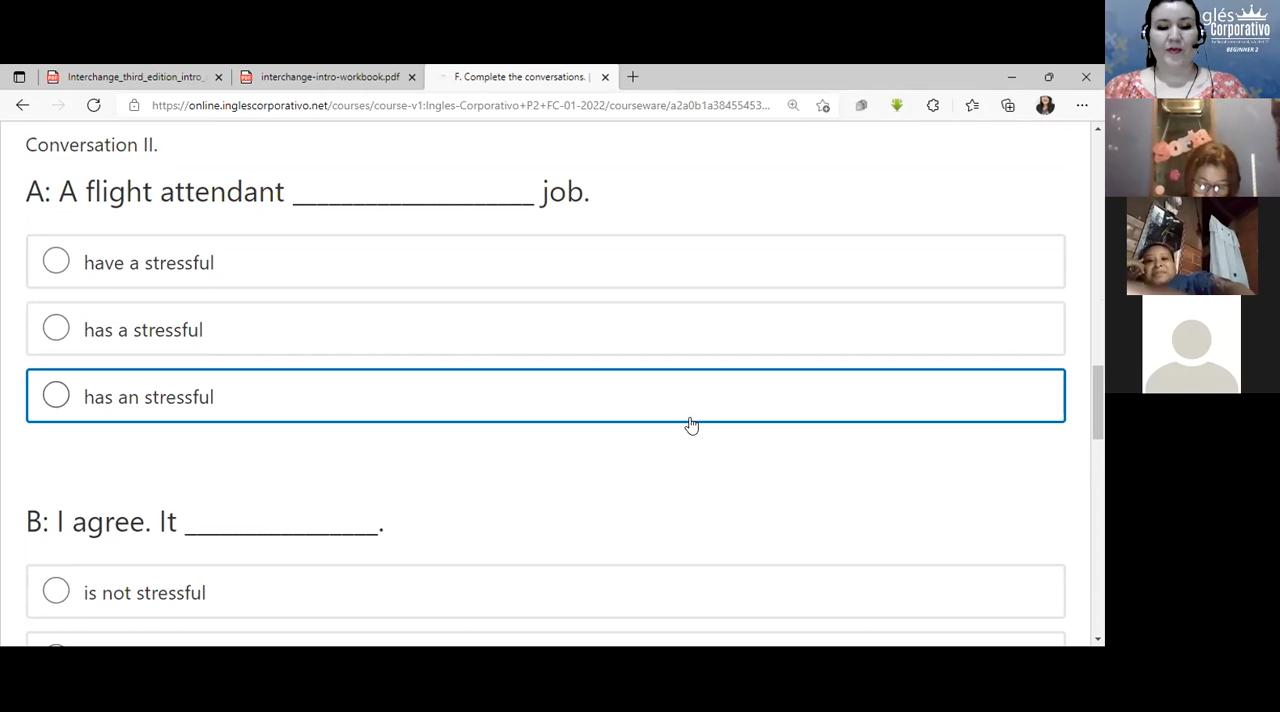 glés
Corporativo
BEGINNER 2
Interchange_third_edition_intro_
interchange-intro-workbook.pdf
F. Complete the conversations. |
https://online.inglescorporativo.net/courses/course-v1:Ingles-Corporativo+P2+FC-01-2022/courseware/a2a0b1a38455453...
Conversation II.
A: A flight attendant ____________________ job.
have a stressful
has a stressful
has an stressful
B: I agree. It ________________.
is not stressful